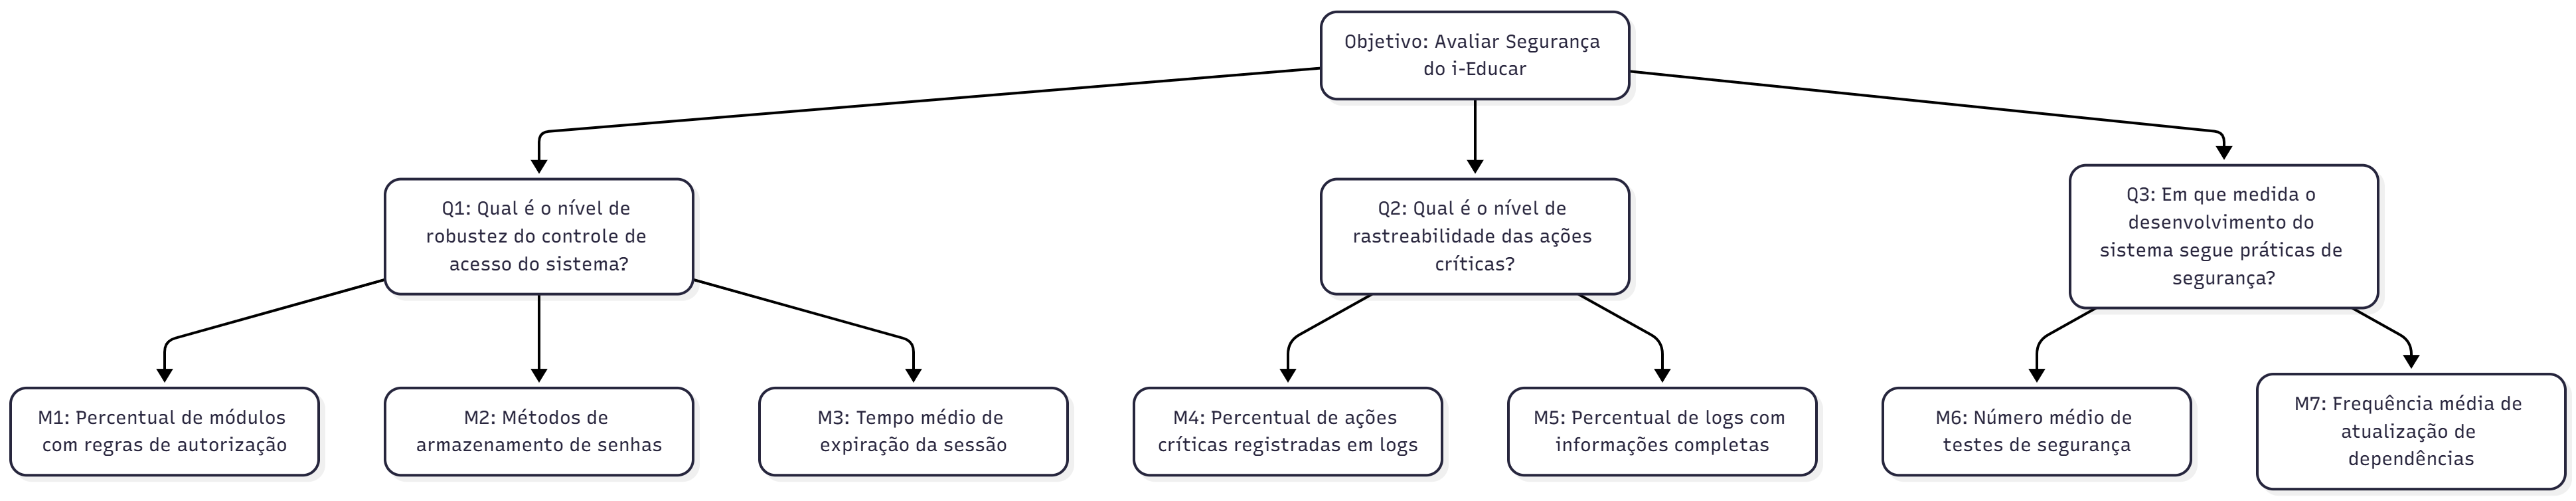 Objetivo: Avaliar Segurança
do i-Educar
Q1: Qual é o nível de
robustez do controle de
acesso do sistema?
Q2: Qual é o nível de
rastreabilidade das ações
críticas?
Q3: Em que medida o
desenvolvimento do
sistema segue práticas de
segurança?
M1: Percentual de módulos
com regras de autorização
M2: Métodos de
armazenamento de senhas
M3: Tempo médio de
expiração da sessão
M4: Percentual de ações
críticas registradas em logs
M5: Percentual de logs com
informações completas
M6: Número médio de
testes de segurança
M7: Frequência média de
atualização de
dependências